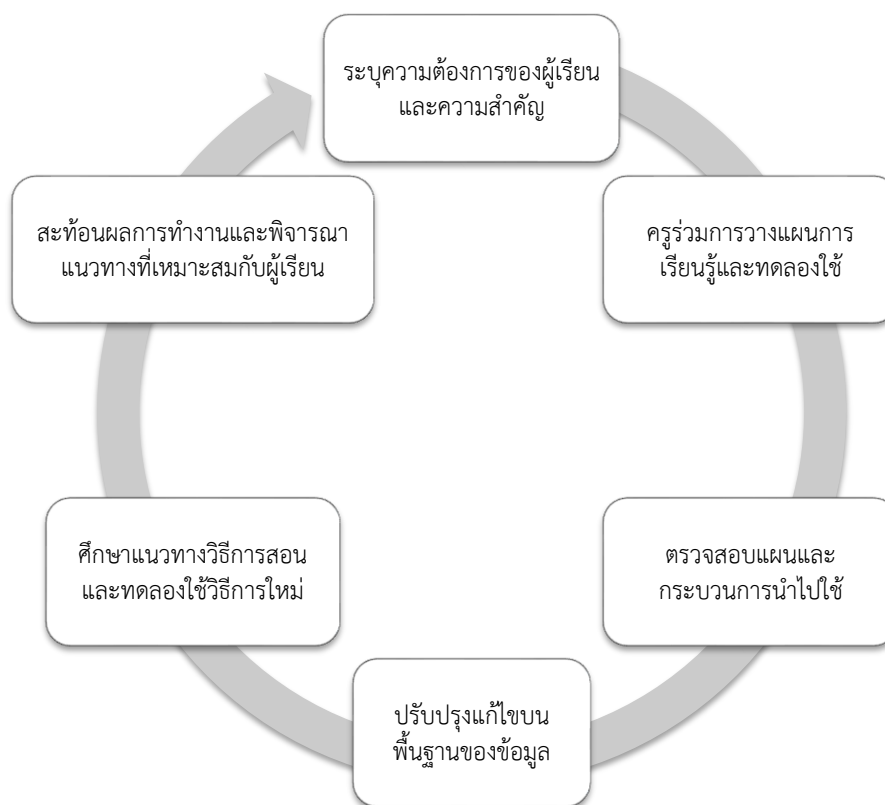 ระบุความต้องการของผู้เรียน
และความสำคัญ
ครูร่วมการวางแผนการ
เรียนรู้และทดลองใช้
ตรวจสอบแผนและ
กระบวนการนำไปใช้
ปรับปรุงแก้ไขบน
พื้นฐานของข้อมูล
ศึกษาแนวทางวิธีการสอน
และทดลองใช้วิธีการใหม่
สะท้อนผลการทำงานและพิจารณา
แนวทางที่เหมาะสมกับผู้เรียน